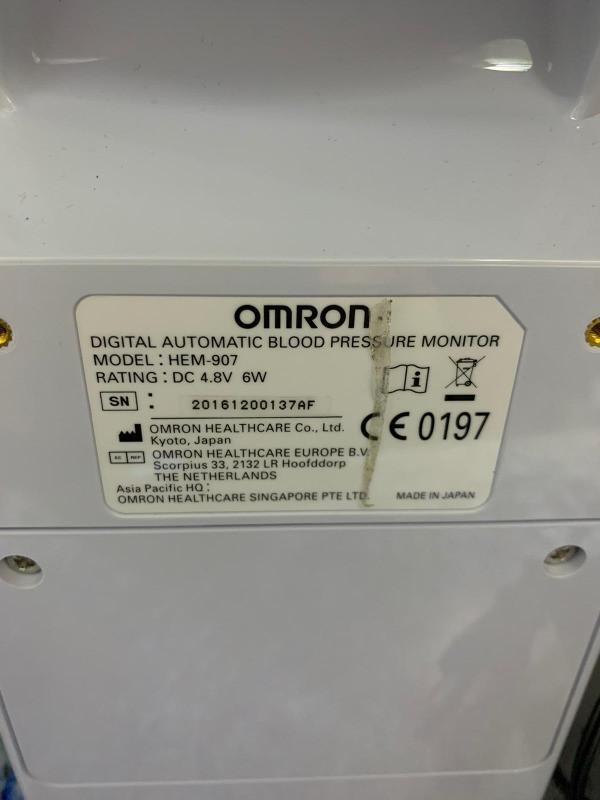 OMRON
DIGITAL AUTOMATIC BLOOD PRESSURE MONITOR
MODEL : HEM-907
RATING : DC 4.8V 6W
SN : 20161200137AF
OMRON HEALTHCARE Co., Ltd.
Kyoto, Japan
CE 0197
EC REP OMRON HEALTHCARE EUROPE B.V.
Scorpius 33, 2132 LR Hoofddorp
THE NETHERLANDS
Asia Pacific HQ :
OMRON HEALTHCARE SINGAPORE PTE LTD.
MADE IN JAPAN